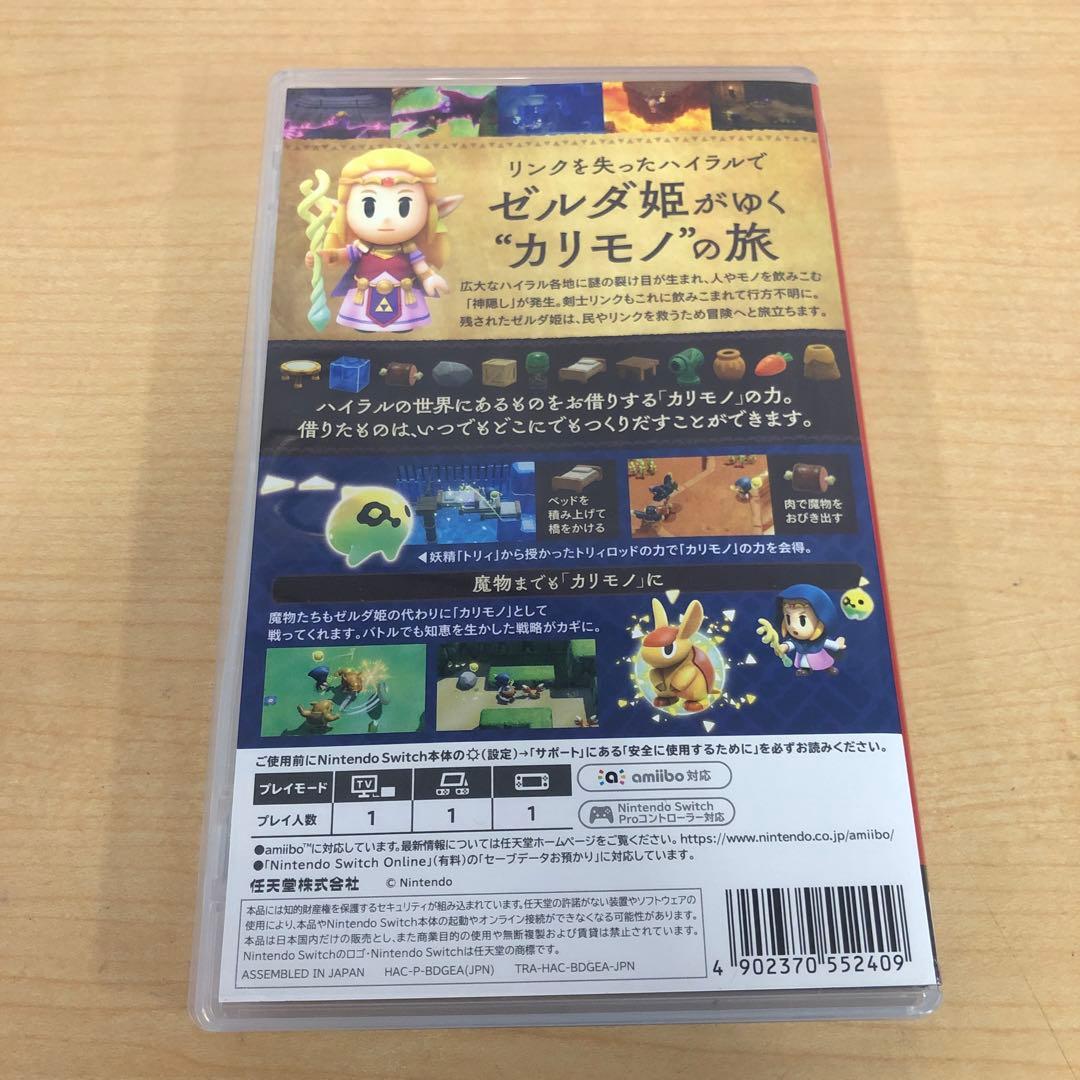 リンクを失ったハイラルで
ゼルダ姫がゆく
“カリモノ”の旅
広大なハイラル各地に謎の裂け目が生まれ、人やモノを飲みこむ
「神隠し」が発生。剣士リンクもこれに飲みこまれて行方不明に。
残されたゼルダ姫は、民やリンクを救うため冒険へと旅立ちます。
ハイラルの世界にあるものをお借りする「カリモノ」の力。
借りたものは、いつでもどこにでもつくりだすことができます。
ベッドを
積み上げて
橋をかける
肉で魔物を
おびき出す
◀妖精「トリィ」から授かったトリィロッドの力で「カリモノ」の力を会得。
魔物までも「カリモノ」に
魔物たちもゼルダ姫の代わりに「カリモノ」として
戦ってくれます。バトルでも知恵を生かした戦略がカギに。
ご使用前にNintendo Switch本体の(設定)→「サポート」にある「安全に使用するために」を必ずお読みください。
プレイモード TV
プレイ人数 1 1 1
amiibo 対応
Nintendo Switch
Proコントローラー対応
●amiibo™に対応しています。最新情報については任天堂ホームページをご覧ください。https://www.nintendo.co.jp/amiibo/
●「Nintendo Switch Online」(有料)の「セーブデータお預かり」に対応しています。
任天堂株式会社 © Nintendo
本品には知的財産権を保護するセキュリティが組み込まれています。任天堂の許諾がない装置やソフトウェアの
使用により、本品やNintendo Switch本体の起動やオンライン接続ができなくなる可能性があります。
本品は日本国内だけの販売とし、また商業目的の使用や無断複製および賃貸は禁止されています。
Nintendo Switchのロゴ・Nintendo Switchは任天堂の商標です。
ASSEMBLED IN JAPAN HAC-P-BDGEA(JPN) TRA-HAC-BDGEA-JPN
4 902370 552409